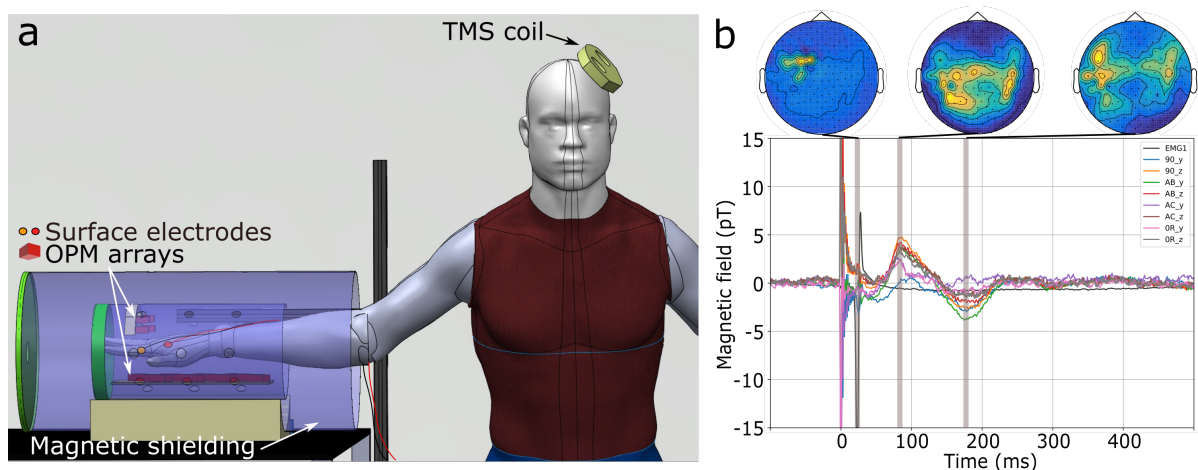 a
TMS coil
Surface electrodes
OPM arrays
Magnetic shielding
b
15
10
5
0
-5
-10
-15
Magnetic field (pT)
0
100
200
300
400
Time (ms)
EMG1
90_y
90_z
AB_y
AB_z
AC_y
AC_z
0R_y
0R_z